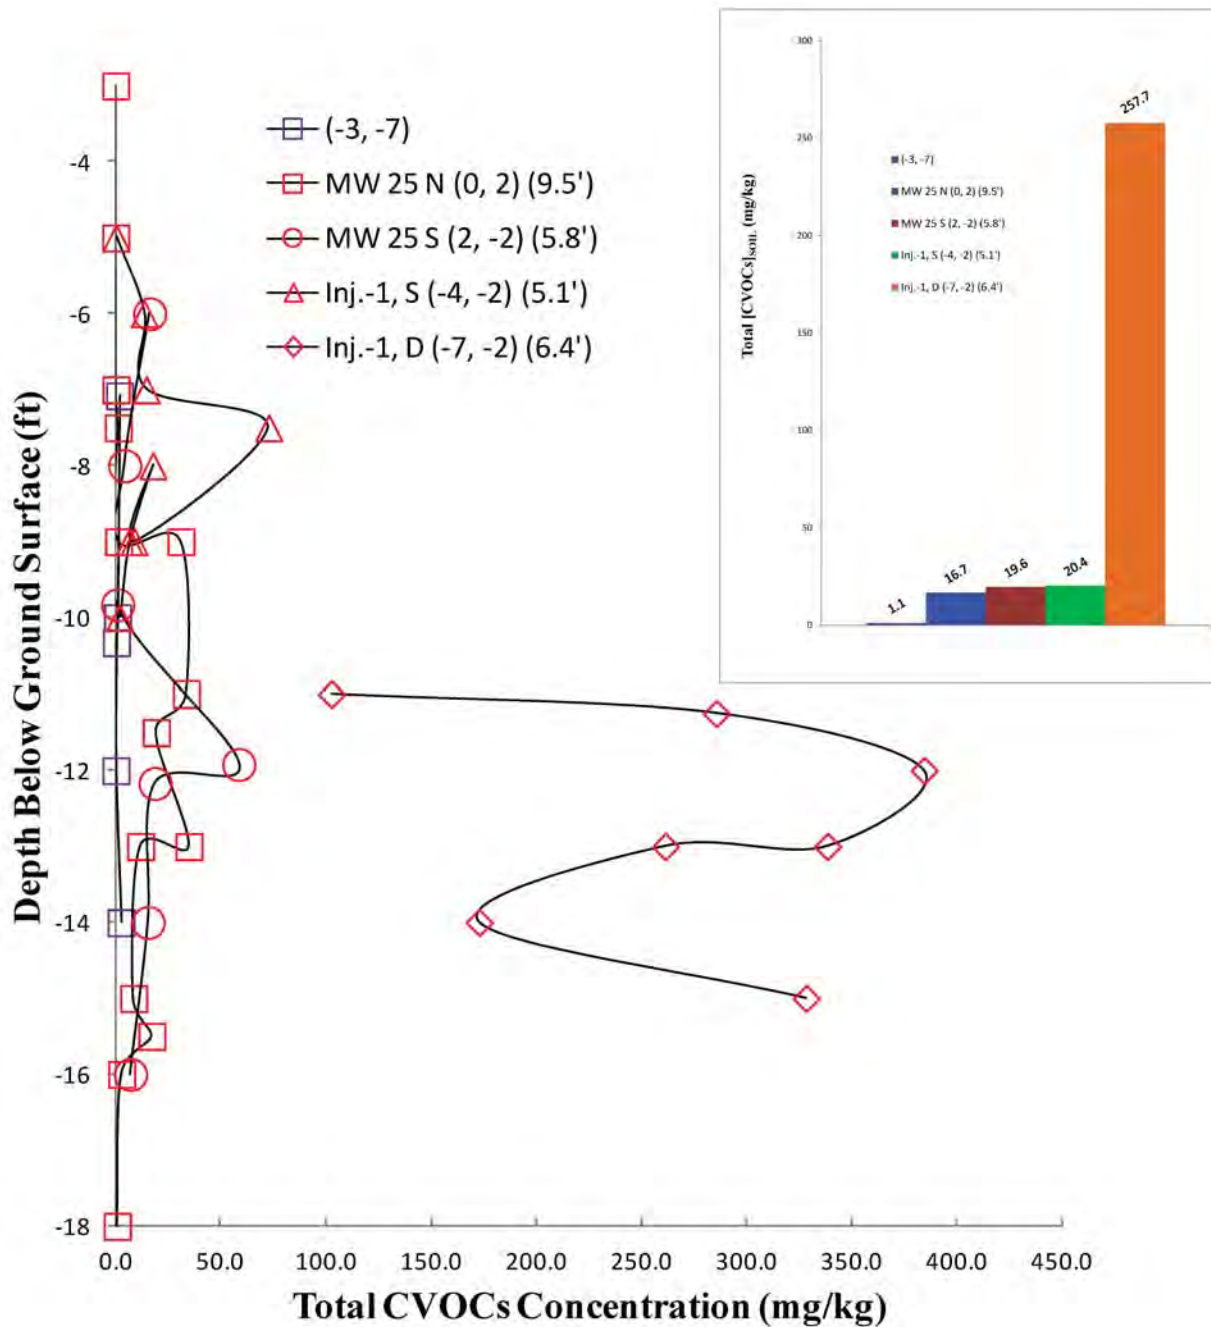 300
250
200
150
100
50
0
Total [CVOCs]SOIL (mg/kg)
(-3, -7)
MW 25 N (0, 2) (9.5')
MW 25 S (2, -2) (5.8')
Inj.-1, S (-4, -2) (5.1')
Inj.-1, D (-7, -2) (6.4')
1.1
16.7
19.6
20.4
257.7
(-3, -7)
MW 25 N (0, 2) (9.5')
MW 25 S (2, -2) (5.8')
Inj.-1, S (-4, -2) (5.1')
Inj.-1, D (-7, -2) (6.4')
Depth Below Ground Surface (ft)
-4
-6
-8
-10
-12
-14
-16
-18
0.0 50.0 100.0 150.0 200.0 250.0 300.0 350.0 400.0 450.0
Total CVOCs Concentration (mg/kg)